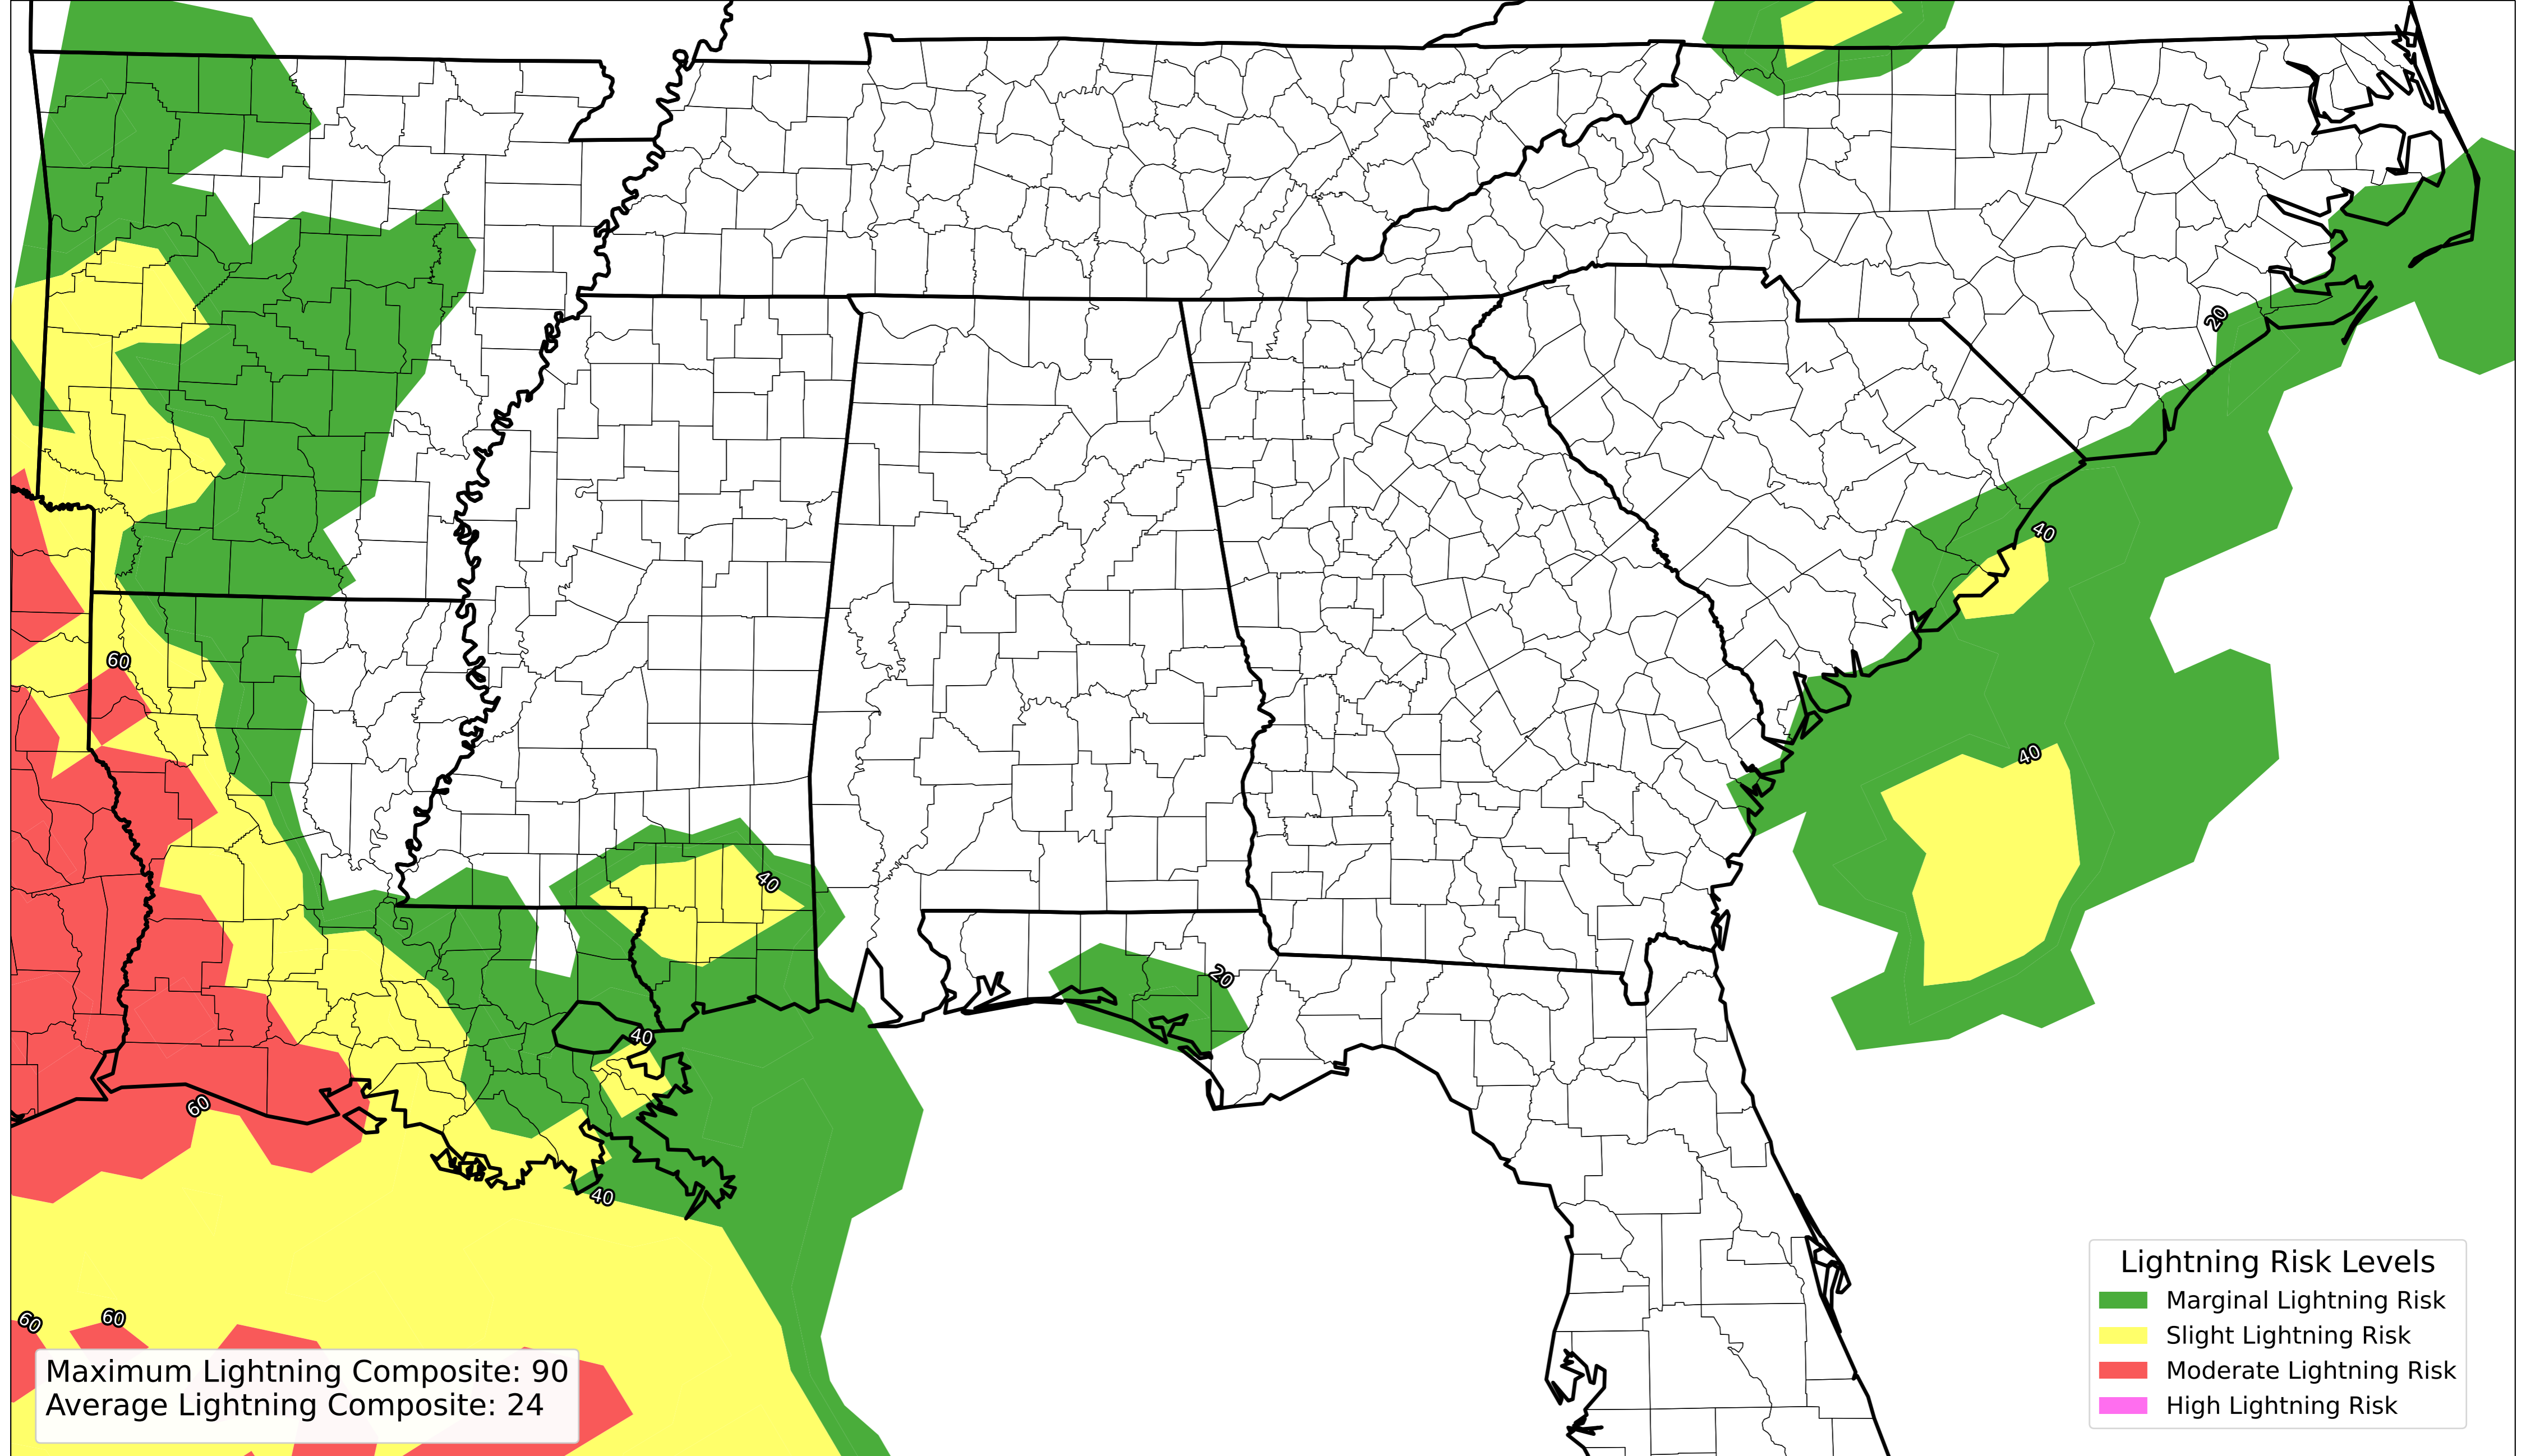 20
40
60
40
40
20
40
60
40
60
60
Maximum Lightning Composite: 90
Average Lightning Composite: 24
Lightning Risk Levels
Marginal Lightning Risk
Slight Lightning Risk
Moderate Lightning Risk
High Lightning Risk